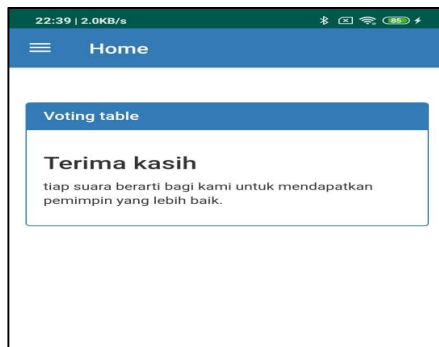 22:39 | 2.0KB/s
85
Home
Voting table
Terima kasih
tiap suara berarti bagi kami untuk mendapatkan
pemimpin yang lebih baik.